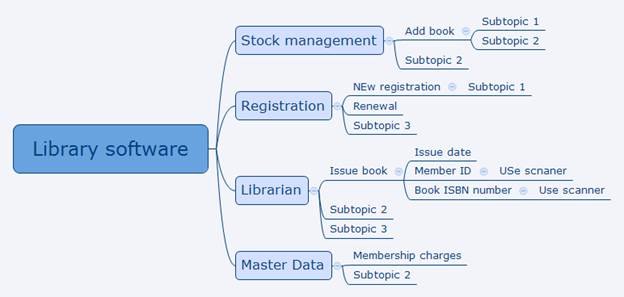 Library software
Stock management
Add book
Subtopic 1
Subtopic 2
Subtopic 2
Registration
NEw registration
Subtopic 1
Renewal
Subtopic 3
Librarian
Issue book
Issue date
Member ID
USe scnaner
Book ISBN number
Use scanner
Subtopic 2
Subtopic 3
Master Data
Membership charges
Subtopic 2